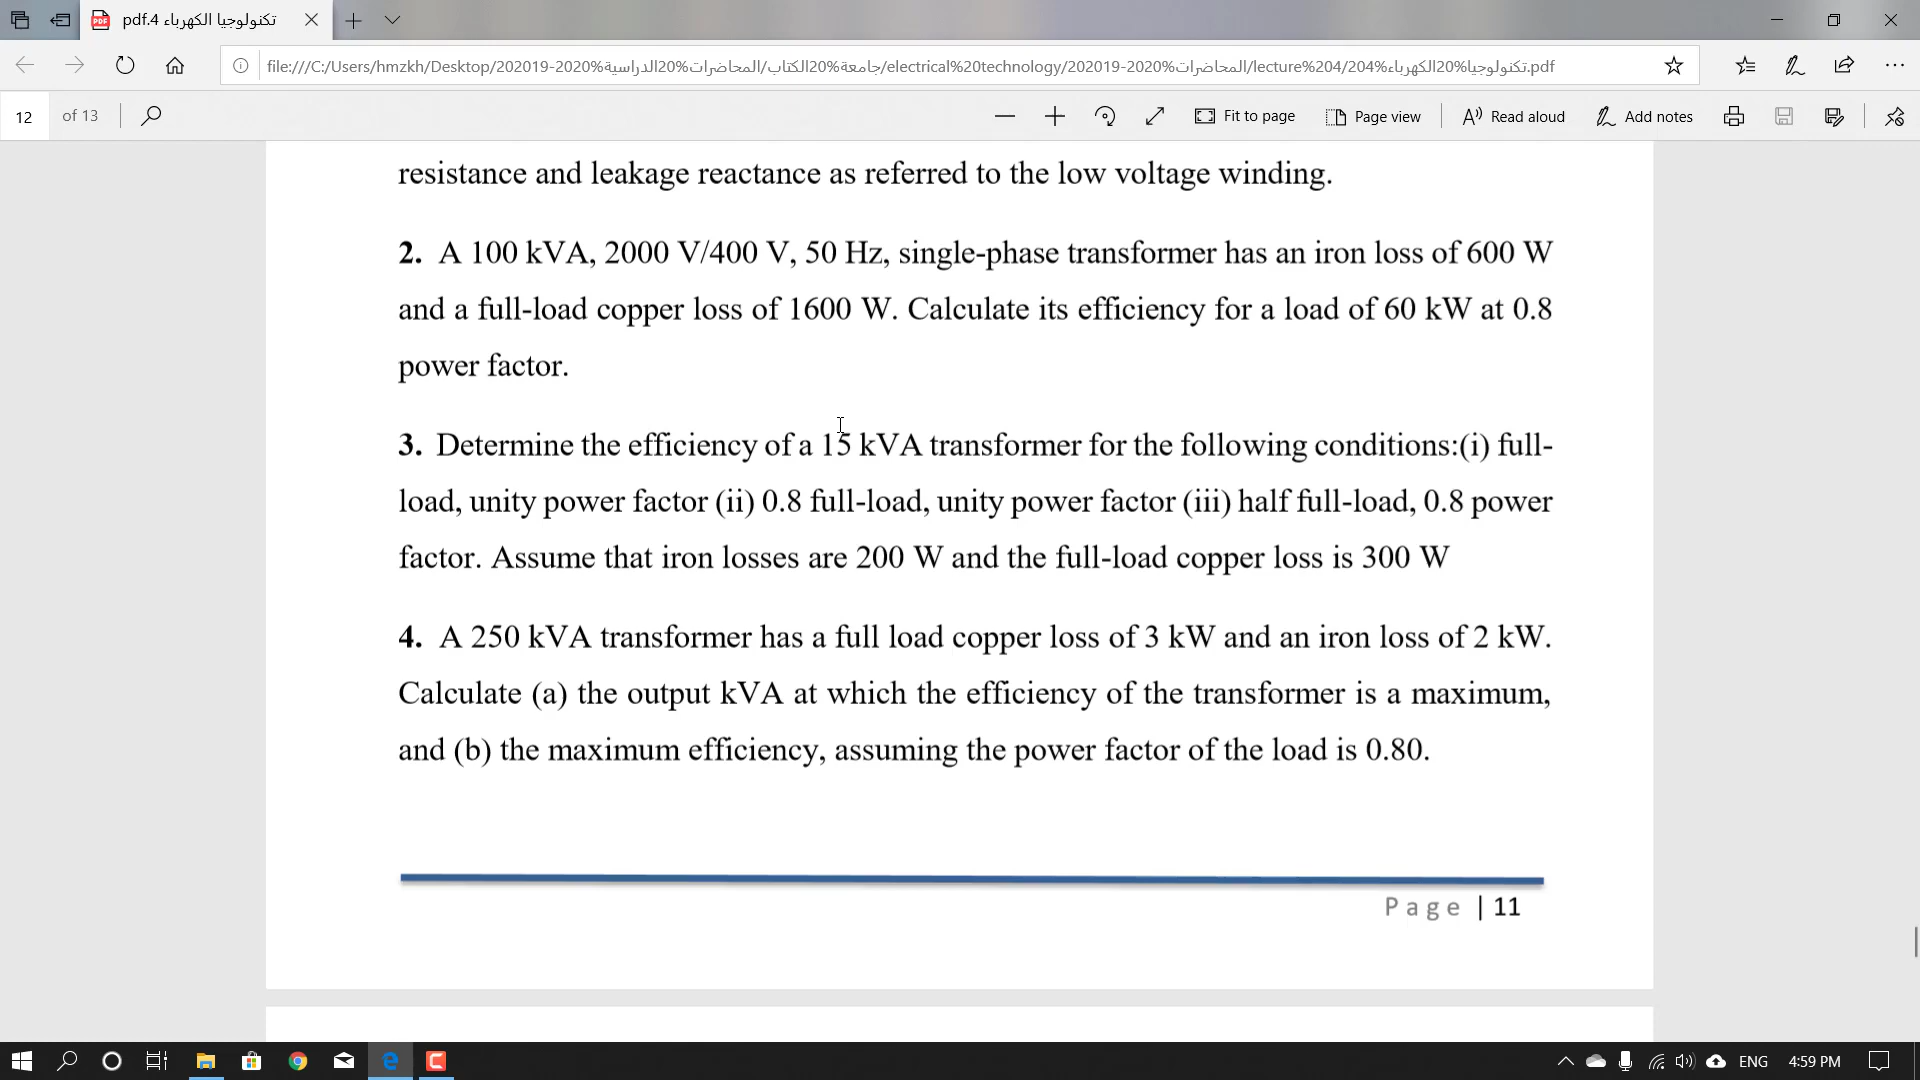 تكنولوجيا الكهرباء 4.pdf
file:///C:/Users/hmzkh/Desktop/202019-2020%المحاضرات/الدراسية%20الكتاب/المحاضرات%20جامعة/electrical%20technology/202019-2020%المحاضرات/lecture%204/204%تكنولوجيا%20الكهرباء.pdf
12 of 13
Fit to page
Page view
Read aloud
Add notes
resistance and leakage reactance as referred to the low voltage winding.
2. A 100 kVA, 2000 V/400 V, 50 Hz, single-phase transformer has an iron loss of 600 W
and a full-load copper loss of 1600 W. Calculate its efficiency for a load of 60 kW at 0.8
power factor.
3. Determine the efficiency of a 15 kVA transformer for the following conditions:(i) full-
load, unity power factor (ii) 0.8 full-load, unity power factor (iii) half full-load, 0.8 power
factor. Assume that iron losses are 200 W and the full-load copper loss is 300 W
4. A 250 kVA transformer has a full load copper loss of 3 kW and an iron loss of 2 kW.
Calculate (a) the output kVA at which the efficiency of the transformer is a maximum,
and (b) the maximum efficiency, assuming the power factor of the load is 0.80.
Page | 11
ENG
4:59 PM